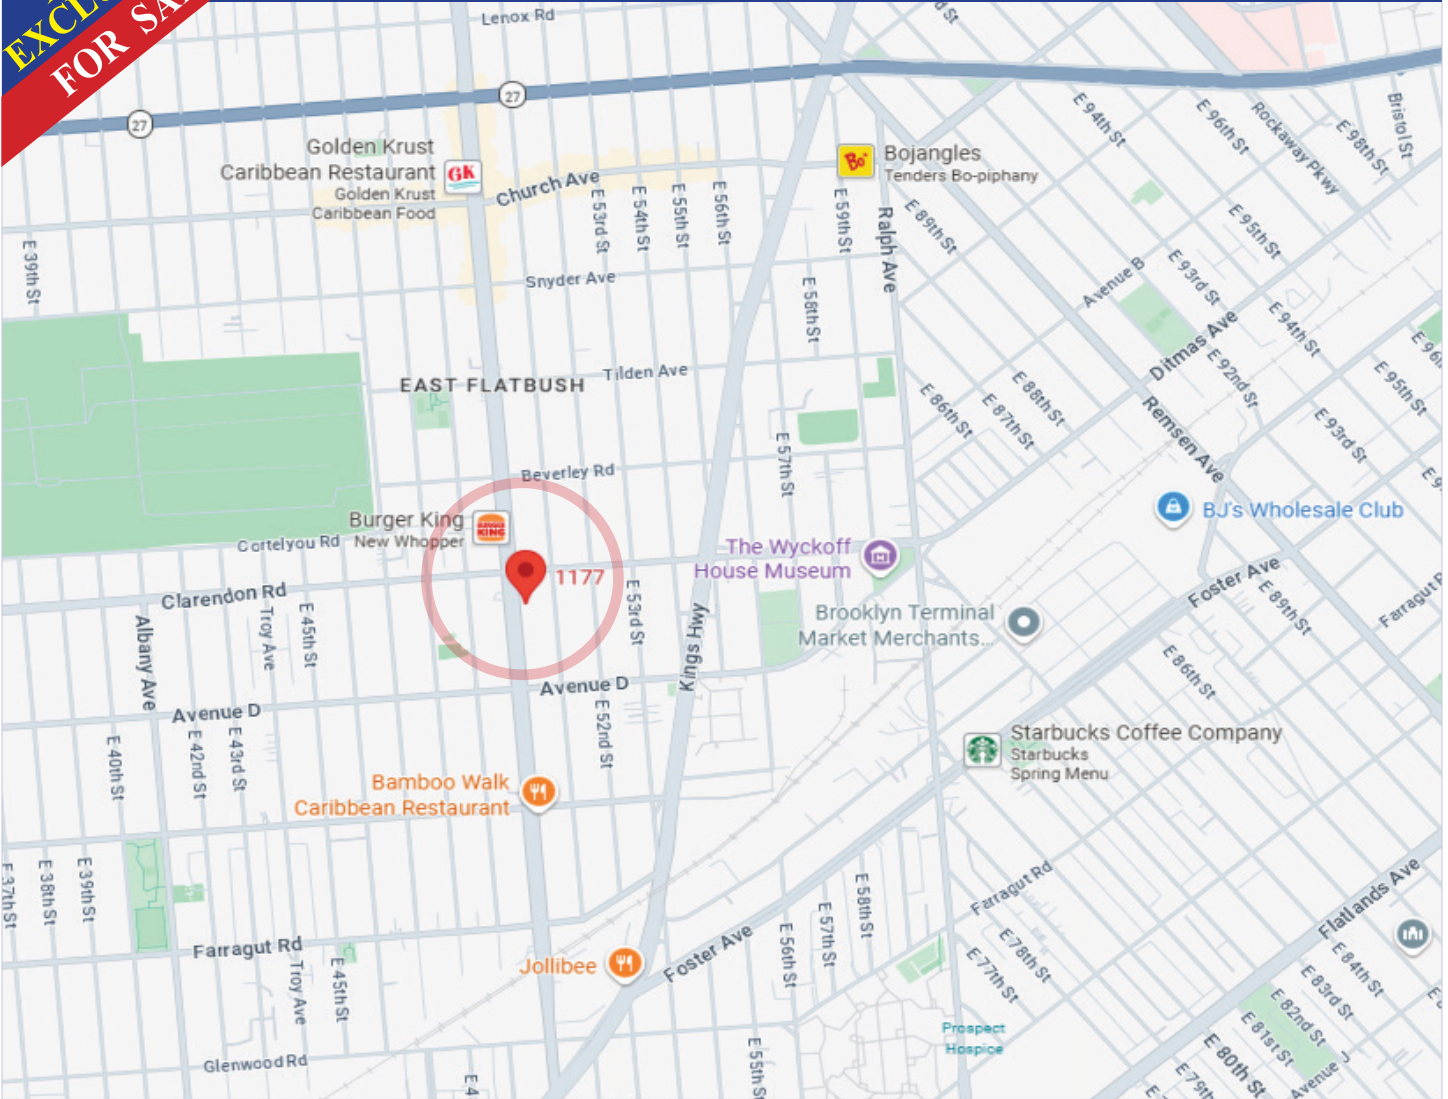 EXCLUS
FOR SA
Lenox Rd
d St
27
27
Golden Krust
Caribbean Restaurant
Golden Krust
Caribbean Food
GK
Church Ave
E 53rd St
E 54th St
E 55th St
E 56th St
Bo
Bojangles
Tenders Bo-piphany
E 59th St
Ralph Ave
E 89th St
E 94th St
E 96th St
Rockaway Pkwy
E 98th St
Bristol St
E 95th St
E 93rd St
Avenue B
E 39th St
Snyder Ave
E 58th St
Ditmas Ave
E 94th St
E 92nd St
E 95th St
E 96
EAST FLATBUSH
Tilden Ave
E 86th St
E 87th St
E 88th St
Remsen Ave
E 93rd St
E 9
Beverley Rd
E 57th St
Burger King
New Whopper
BURGER
KING
Cortelyou Rd
1177
The Wyckoff
House Museum
BJ's Wholesale Club
Clarendon Rd
Albany Ave
Troy Ave
E 45th St
E 53rd St
Kings Hwy
Brooklyn Terminal
Market Merchants...
Foster Ave
E 89th St
Farragut R
E 86th St
Avenue D
Avenue D
E 40th St
E 42nd St
E 43rd St
E 52nd St
Starbucks Coffee Company
Starbucks
Spring Menu
Bamboo Walk
Caribbean Restaurant
E 37th St
E 38th St
E 39th St
Farragut Rd
Troy Ave
E 45th St
Jollibee
Foster Ave
E 56th St
E 57th St
E 58th St
Farragut Rd
E 77th St
E 78th St
Flatlands Ave
E 84th St
E 83rd St
E 82nd St
E 81st St
E 80th St
E 79th
Avenue
Prospect
Hospice
Glenwood Rd
E 4
E 55th St